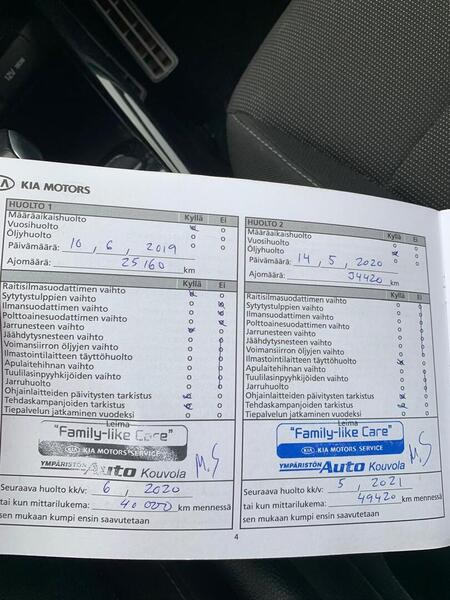 12V
KIA MOTORS
HUOLTO 1
Kyllä Ei
Määräaikaishuolto
Vuosihuolto
Öljyhuolto
Päivämäärä: 10 , 6 , 2019
Ajomäärä: 25160 km
Kyllä Ei
Raitisilmasuodattimen vaihto
Sytytystulppien vaihto
Ilmansuodattimen vaihto
Polttoainesuodattimen vaihto
Jarrunesteen vaihto
Jäähdytysnesteen vaihto
Voimansiirron öljyjen vaihto
Ilmastointilaitteen täyttöhuolto
Apulaitehihnan vaihto
Tuulilasinpyyhkijöiden vaihto
Jarruhuolto
Ohjainlaitteiden päivitysten tarkistus
Tehdaskampanjoiden tarkistus
Tiepalvelun jatkaminen vuodeksi
Leima
"Family-like Care"
KIA MOTORS SERVICE
YMPÄRISTÖN Auto Kouvola
M.S
Seuraava huolto kk/v: 6 , 2020
tai kun mittarilukema: 40 000 km mennessä
sen mukaan kumpi ensin saavutetaan
HUOLTO 2
Kyllä Ei
Määräaikaishuolto
Vuosihuolto
Öljyhuolto
Päivämäärä: 14 , 5 , 2020
Ajomäärä: 34420 km
Kyllä Ei
Raitisilmasuodattimen vaihto
Sytytystulppien vaihto
Ilmansuodattimen vaihto
Polttoainesuodattimen vaihto
Jarrunesteen vaihto
Jäähdytysnesteen vaihto
Voimansiirron öljyjen vaihto
Ilmastointilaitteen täyttöhuolto
Apulaitehihnan vaihto
Tuulilasinpyyhkijöiden vaihto
Jarruhuolto
Ohjainlaitteiden päivitysten tarkistus
Tehdaskampanjoiden tarkistus
Tiepalvelun jatkaminen vuodeksi
Leima
"Family-like Care"
KIA MOTORS SERVICE
YMPÄRISTÖN Auto Kouvola
M.S
Seuraava huolto kk/v: 5 , 2021
tai kun mittarilukema: 49420 km mennessä
sen mukaan kumpi ensin saavutetaan
4